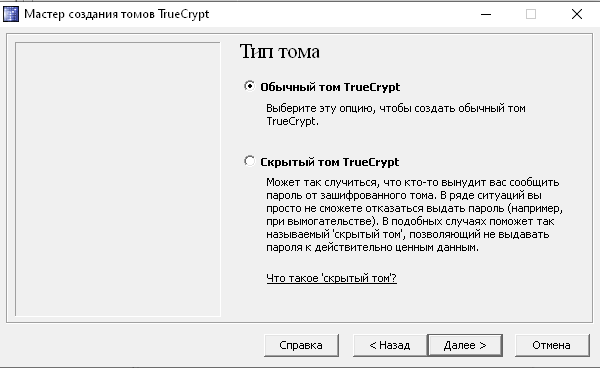 Мастер создания томов TrueCrypt
Тип тома
Обычный том TrueCrypt
Выберите эту опцию, чтобы создать обычный том
TrueCrypt.
Скрытый том TrueCrypt
Может так случиться, что кто-то вынудит вас сообщить
пароль от зашифрованного тома. В ряде ситуаций вы
просто не сможете отказаться выдать пароль (например,
при вымогательстве). В подобных случаях поможет так
называемый 'скрытый том', позволяющий не выдавать
пароля к действительно ценным данным.
Что такое 'скрытый том'?
Справка
< Назад
Далее >
Отмена